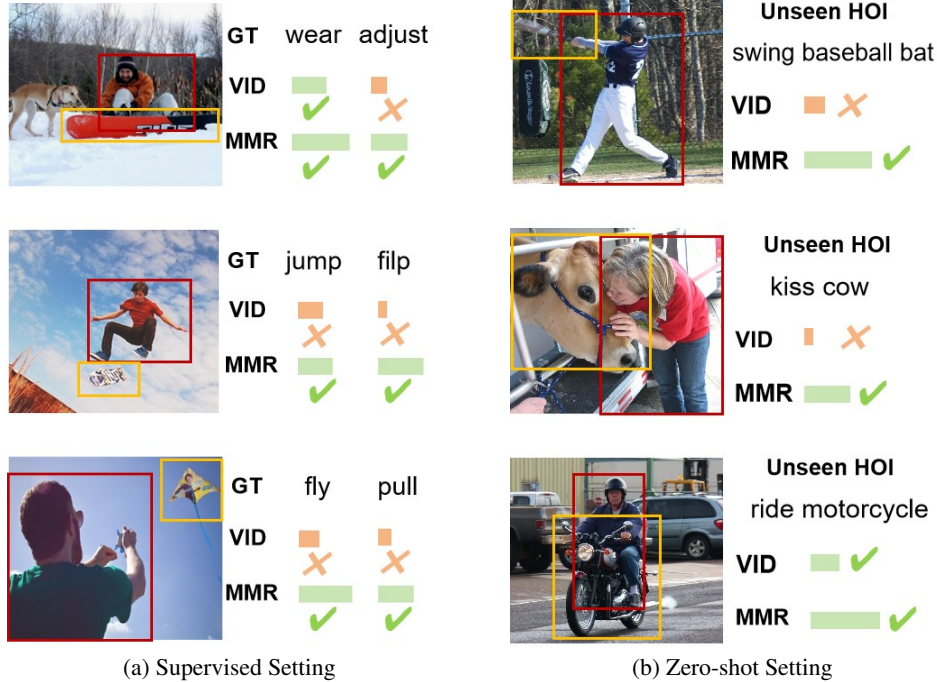 GT wear adjust
VID
MMR
GT jump filp
VID
MMR
GT fly pull
VID
MMR
(a) Supervised Setting
Unseen HOI
swing baseball bat
VID
MMR
Unseen HOI
kiss cow
VID
MMR
Unseen HOI
ride motorcycle
VID
MMR
(b) Zero-shot Setting